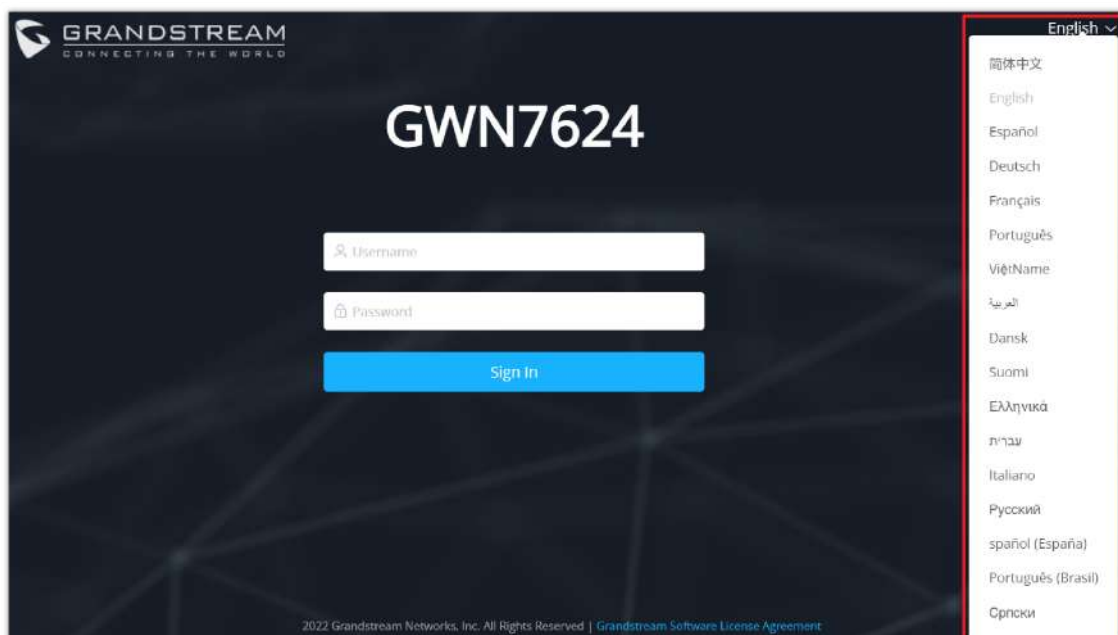 GRANDSTREAM
CONNECTING THE WORLD
English
GWN7624
Username
Password
Sign In
简体中文
English
Español
Deutsch
Français
Português
ViệtName
العربية
Dansk
Suomi
Ελληνικά
עברית
Italiano
Русский
spañol (España)
Português (Brasil)
Српски
2022 Grandstream Networks, Inc. All Rights Reserved | Grandstream Software License Agreement